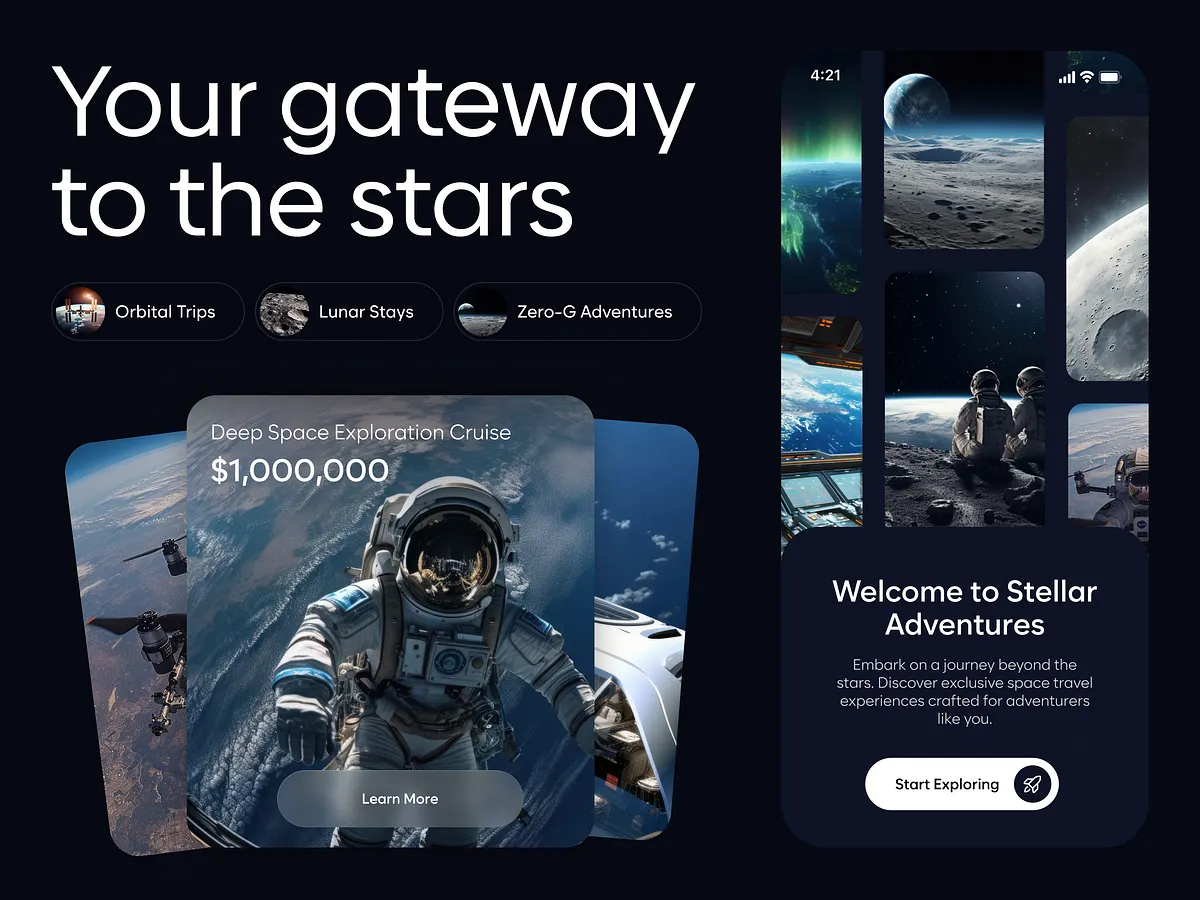 Your gateway
to the stars
Orbital Trips
Lunar Stays
Zero-G Adventures
Deep Space Exploration Cruise
$1,000,000
Learn More
4:21
Welcome to Stellar
Adventures
Embark on a journey beyond the
stars. Discover exclusive space travel
experiences crafted for adventurers
like you.
Start Exploring